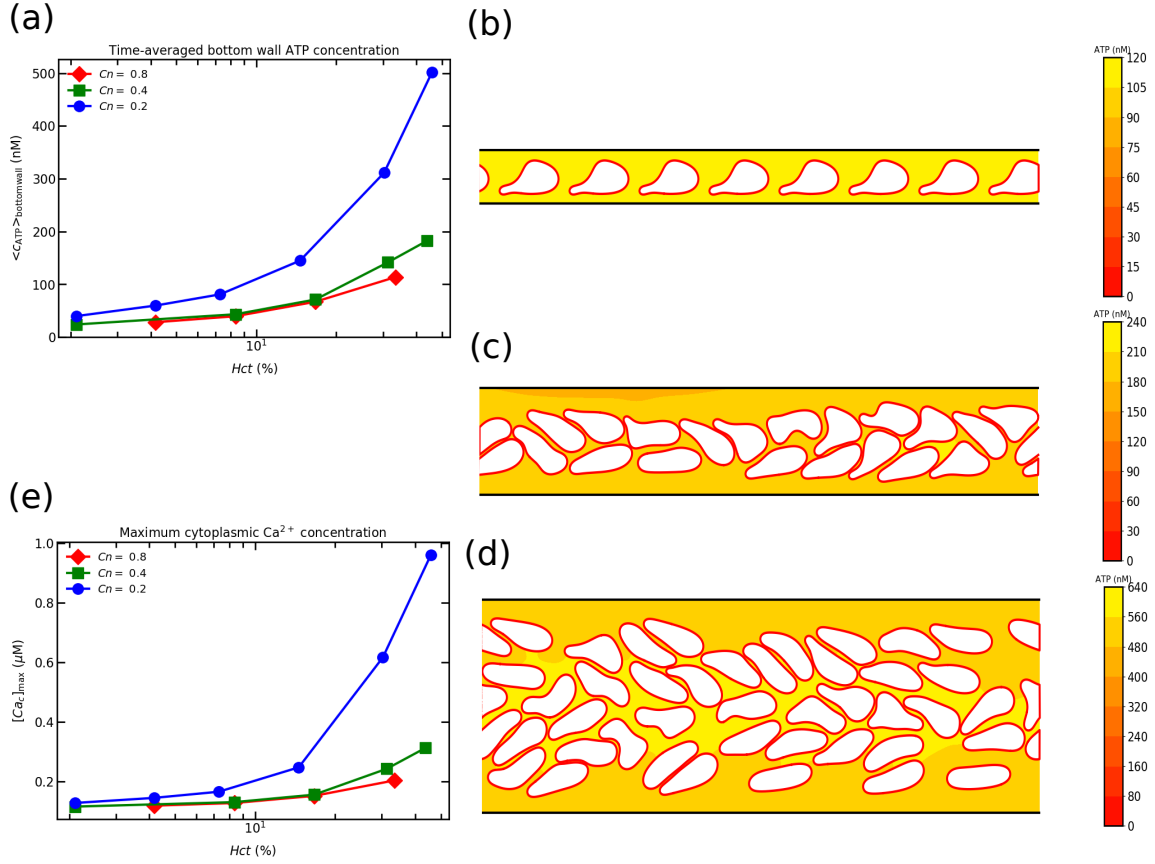 (a)
Time-averaged bottom wall ATP concentration
Cn = 0.8
Cn = 0.4
Cn = 0.2
500
400
300
200
100
0
<c_ATP>_bottomwall (nM)
10¹
Hct (%)
(b)
ATP (nM)
120
105
90
75
60
45
30
15
0
(c)
ATP (nM)
240
210
180
150
120
90
60
30
0
(e)
Maximum cytoplasmic Ca²⁺ concentration
Cn = 0.8
Cn = 0.4
Cn = 0.2
1.0
0.8
0.6
0.4
0.2
[Ca_c]_max (μM)
10¹
Hct (%)
(d)
ATP (nM)
640
560
480
400
320
240
160
80
0